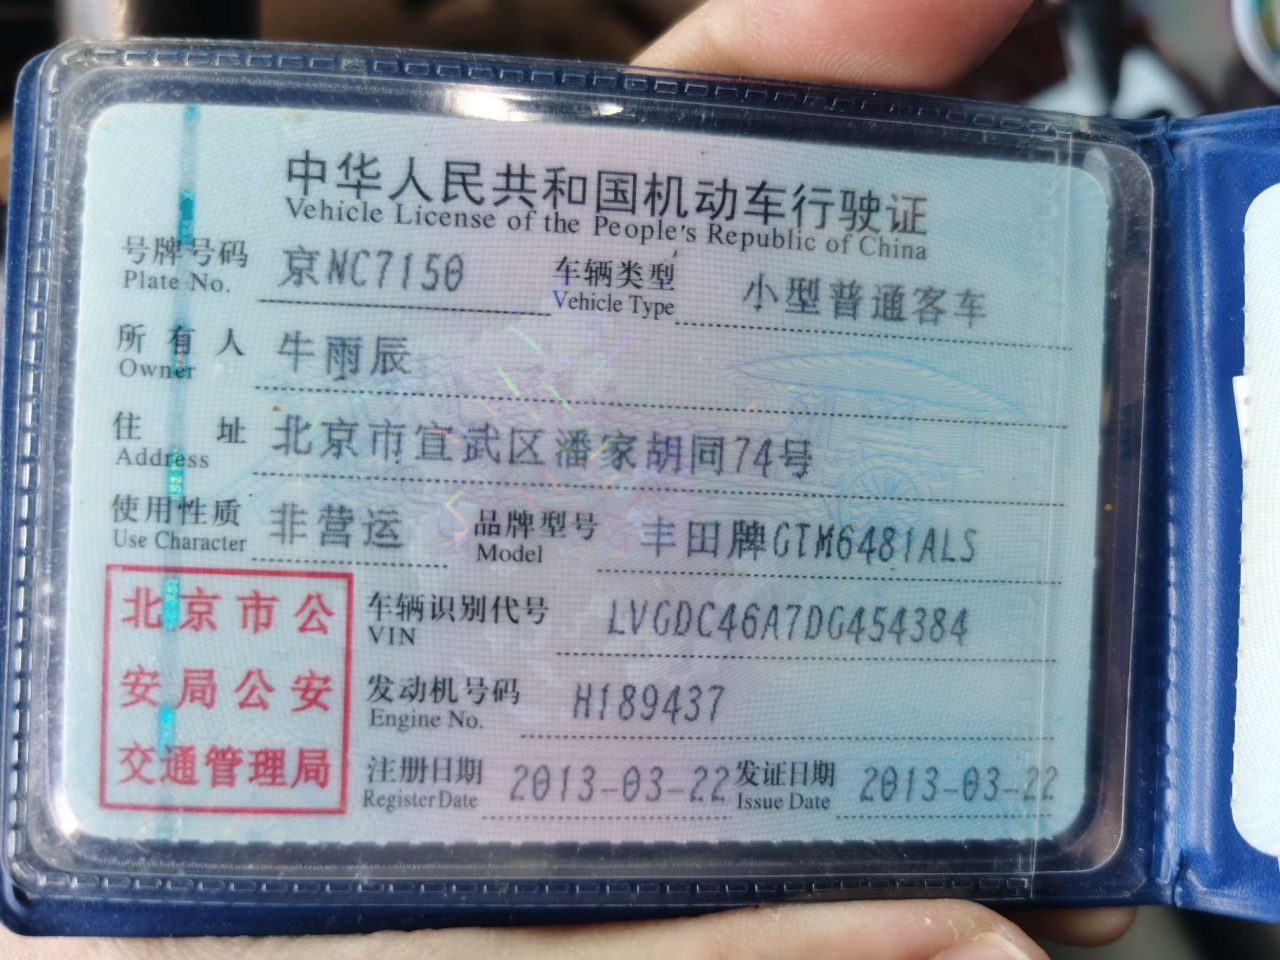 中华人民共和国机动车行驶证
Vehicle License of the People's Republic of China
号牌号码 京NC7150 车辆类型 小型普通客车
Plate No. Vehicle Type
所有人 牛雨辰
Owner
住址 北京市宣武区潘家胡同74号
Address
使用性质 非营运 品牌型号 丰田牌GTM6481ALS
Use Character Model
北京市公
安局公安
交通管理局
车辆识别代号 LVGDC46A7DG454384
VIN
发动机号码 H189437
Engine No.
注册日期 2013-03-22 发证日期 2013-03-22
Register Date Issue Date